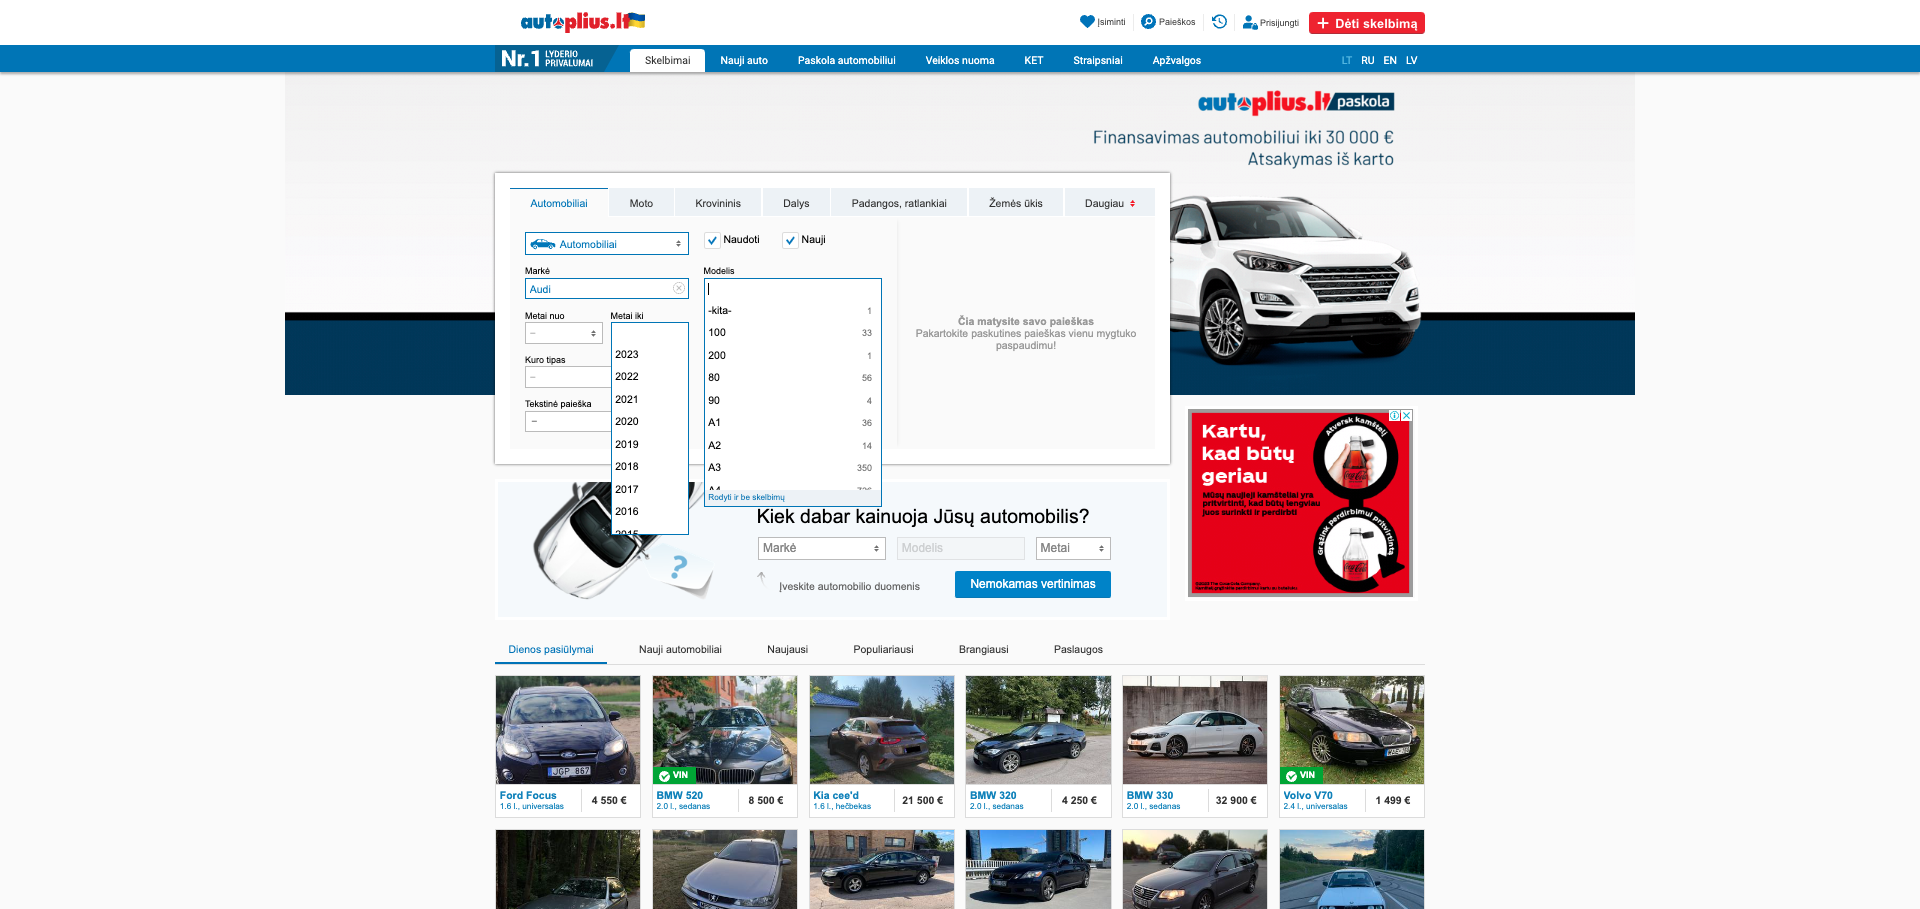 autoplius.lt
Įsiminti
Paieškos
Prisijungti
+ Dėti skelbimą
Nr.1 LYDERIO PRIVALUMAI
Skelbimai
Nauji auto
Paskola automobiliui
Veiklos nuoma
KET
Straipsniai
Apžvalgos
LT RU EN LV
autoplius.lt paskola
Finansavimas automobiliui iki 30 000 €
Atsakymas iš karto
Automobiliai
Moto
Krovininis
Dalys
Padangos, ratlankiai
Žemės ūkis
Daugiau
Automobiliai
Naudoti
Nauji
Markė
Modelis
Audi
Metai nuo
Metai iki
–
Kuro tipas
–
Tekstinė paieška
–
2023
2022
2021
2020
2019
2018
2017
2016
2015
-kita- 1
100 33
200 1
80 56
90 4
A1 36
A2 14
A3 350
A4
Rodyti ir be skelbimų
Čia matysite savo paieškas
Pakartokite paskutines paieškas vienu mygtuko
paspaudimu!
Kartu,
kad būtų
geriau
Mūsų naujieji kamšteliai yra
pritvirtinti, kad būtų lengviau
juos surinkti ir perdirbti!
Atversk kamštelį
Grąžink perdirbimui pritvirtintą
Kiek dabar kainuoja Jūsų automobilis?
Markė
Modelis
Metai
?
Įveskite automobilio duomenis
Nemokamas vertinimas
Dienos pasiūlymai
Nauji automobiliai
Naujausi
Populiariausi
Brangiausi
Paslaugos
JGP 867
VIN
VIN
Ford Focus
1.6 l., universalas
4 550 €
BMW 520
2.0 l., sedanas
8 500 €
Kia cee'd
1.6 l., hečbekas
21 500 €
BMW 320
2.0 l., sedanas
4 250 €
BMW 330
2.0 l., sedanas
32 900 €
Volvo V70
2.4 l., universalas
1 499 €